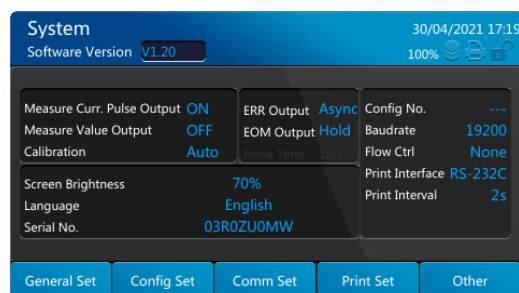 System
30/04/2021 17:19
Software Version V1.20
100%
Measure Curr. Pulse Output ON
Measure Value Output OFF
Calibration Auto
ERR Output Async
EOM Output Hold
Pulse Time 1ms
Config No. ---
Baudrate 19200
Flow Ctrl None
Print Interface RS-232C
Print Interval 2s
Screen Brightness 70%
Language English
Serial No. 03R0ZU0MW
General Set
Config Set
Comm Set
Print Set
Other